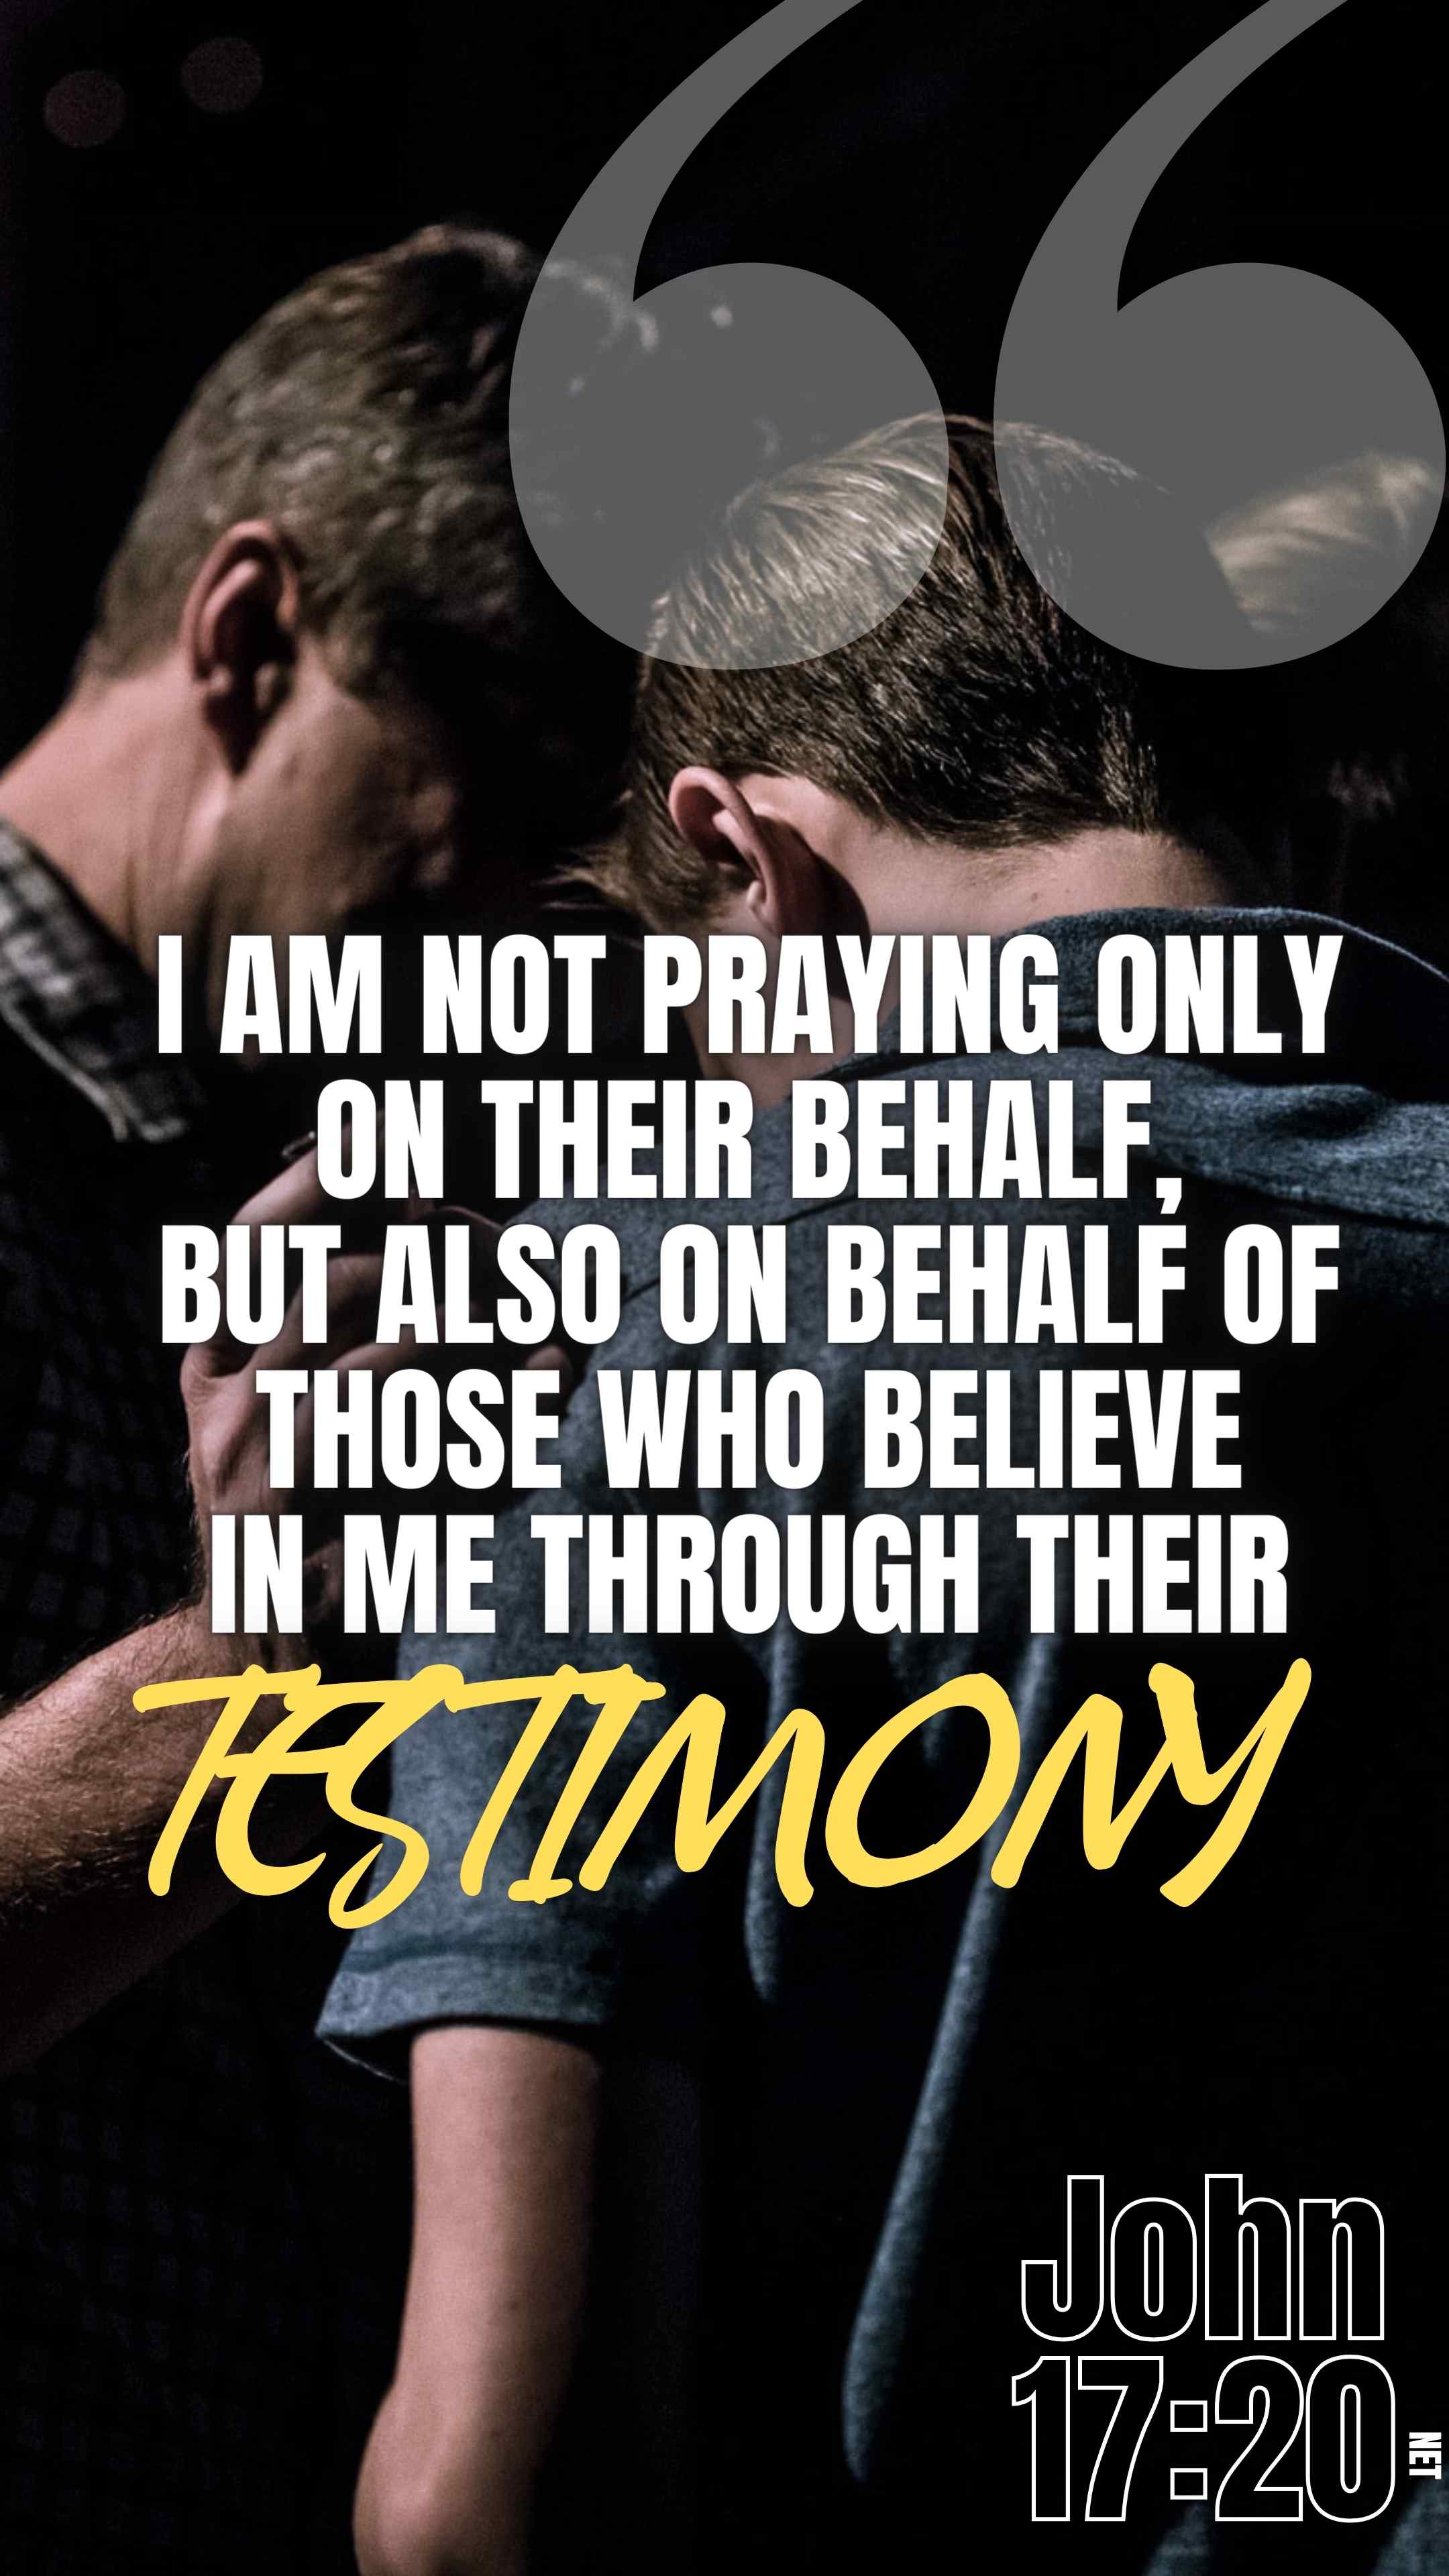 “
I AM NOT PRAYING ONLY
ON THEIR BEHALF,
BUT ALSO ON BEHALF OF
THOSE WHO BELIEVE
IN ME THROUGH THEIR
TESTIMONY
John
17:20
NET